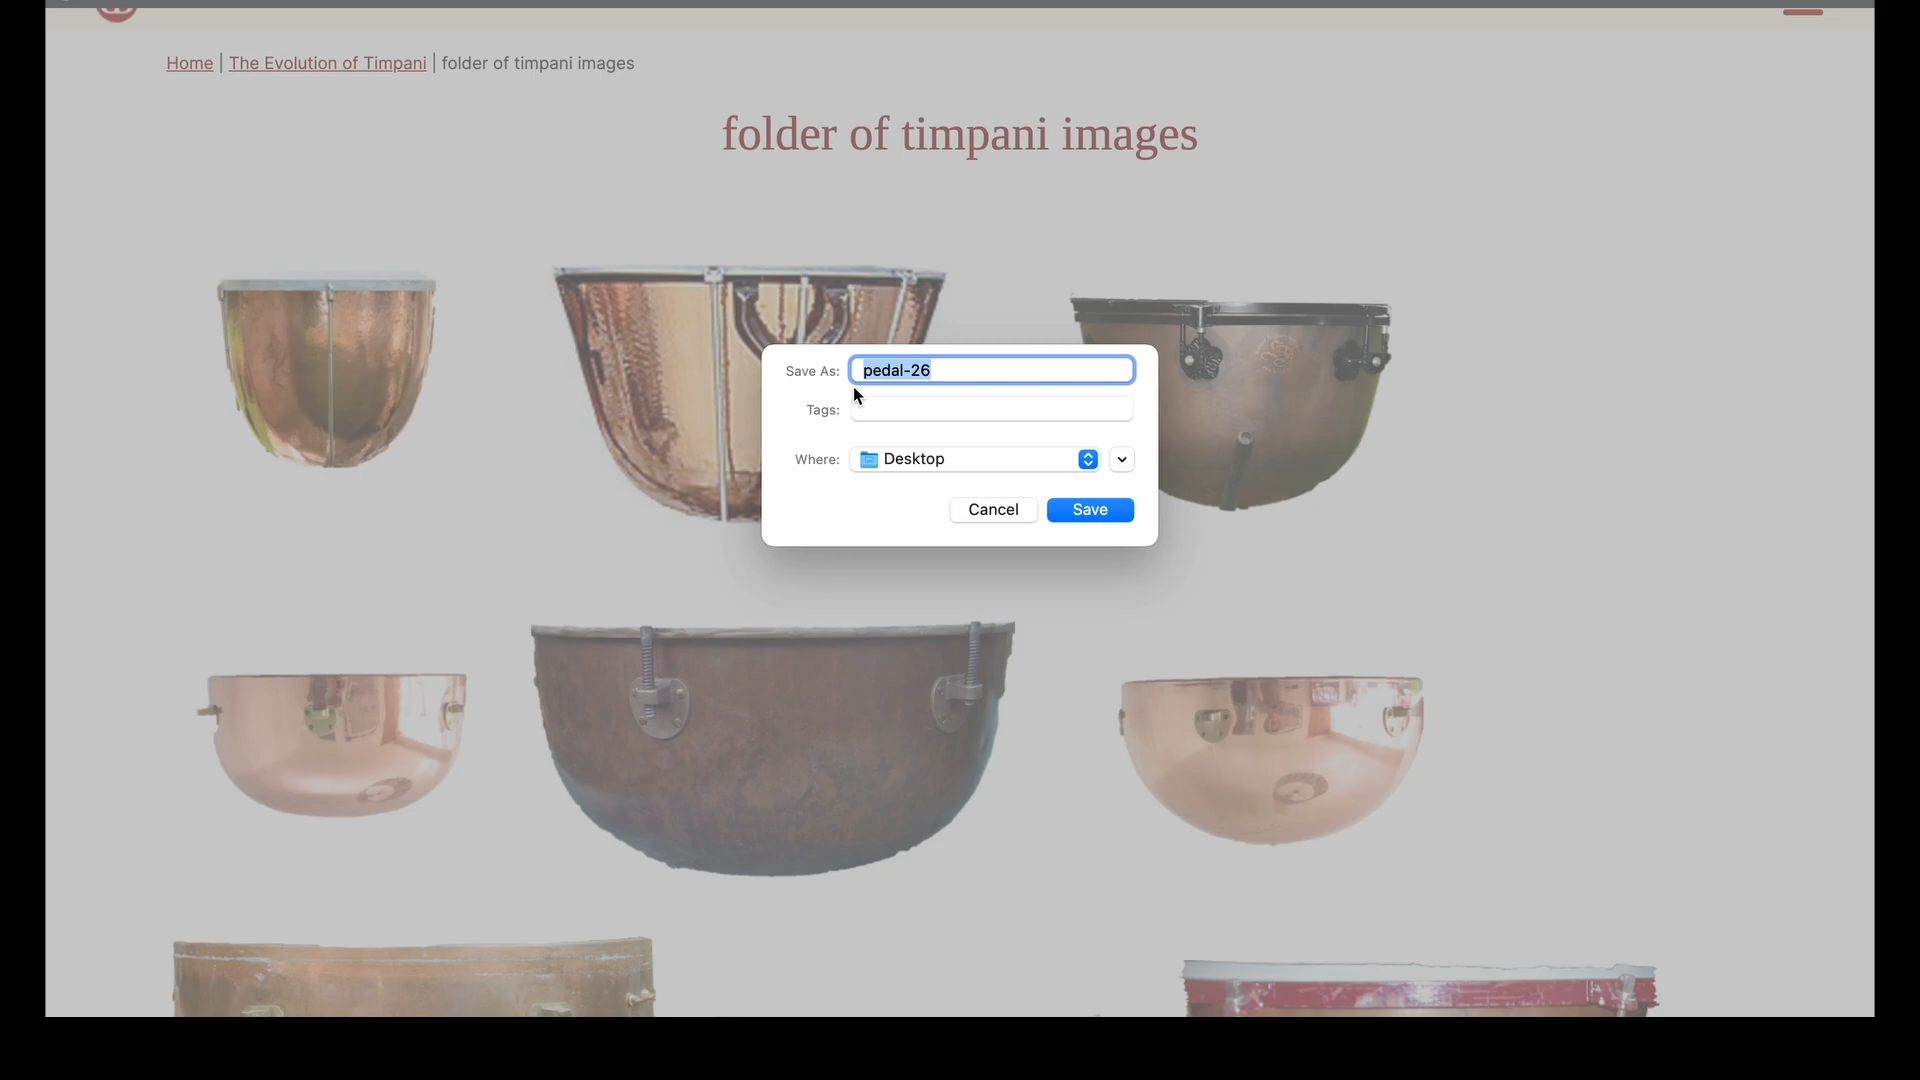 Home | The Evolution of Timpani | folder of timpani images
folder of timpani images
Save As: pedal-26
Tags:
Where: Desktop
Cancel Save